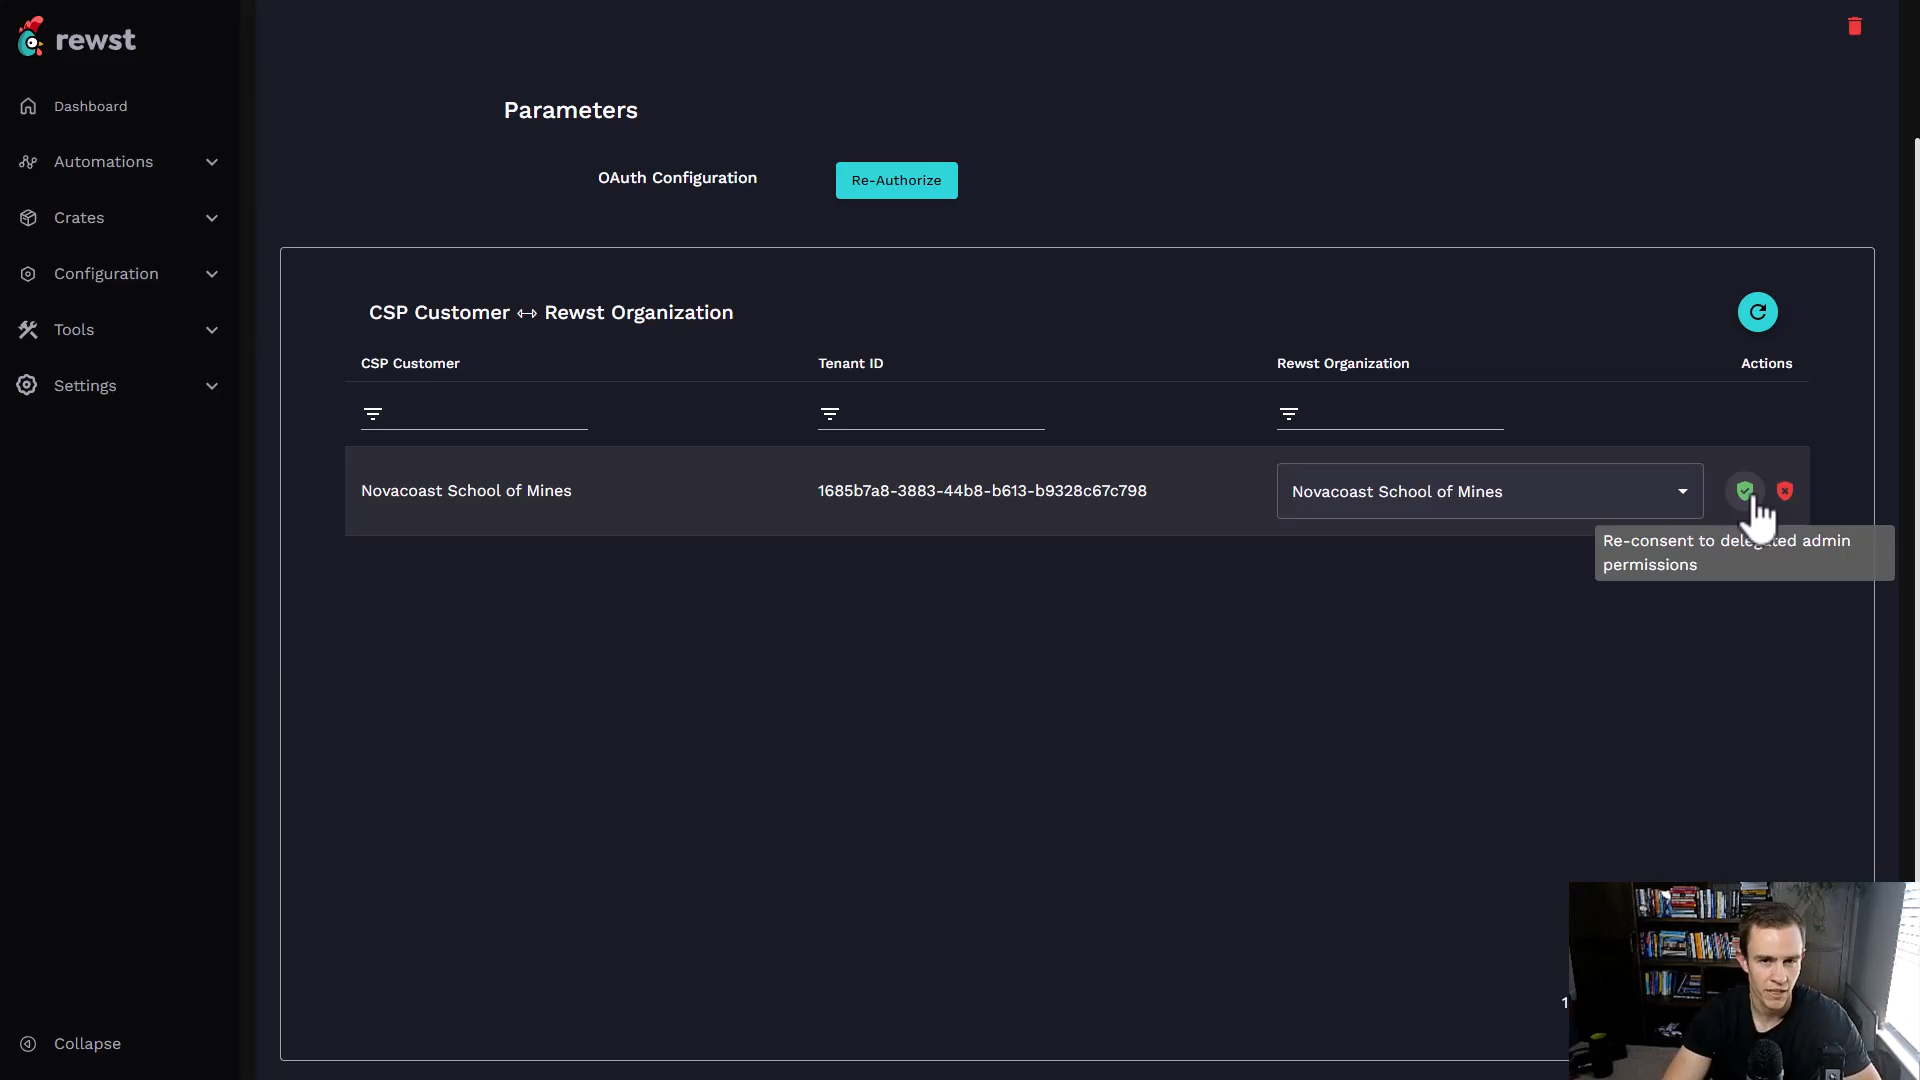 rewst
Dashboard
Automations
Crates
Configuration
Tools
Settings
Collapse
Parameters
OAuth Configuration
Re-Authorize
CSP Customer ↔ Rewst Organization
CSP Customer
Tenant ID
Rewst Organization
Actions
Novacoast School of Mines
1685b7a8-3883-44b8-b613-b9328c67c798
Novacoast School of Mines
Re-consent to delegated admin
permissions
1